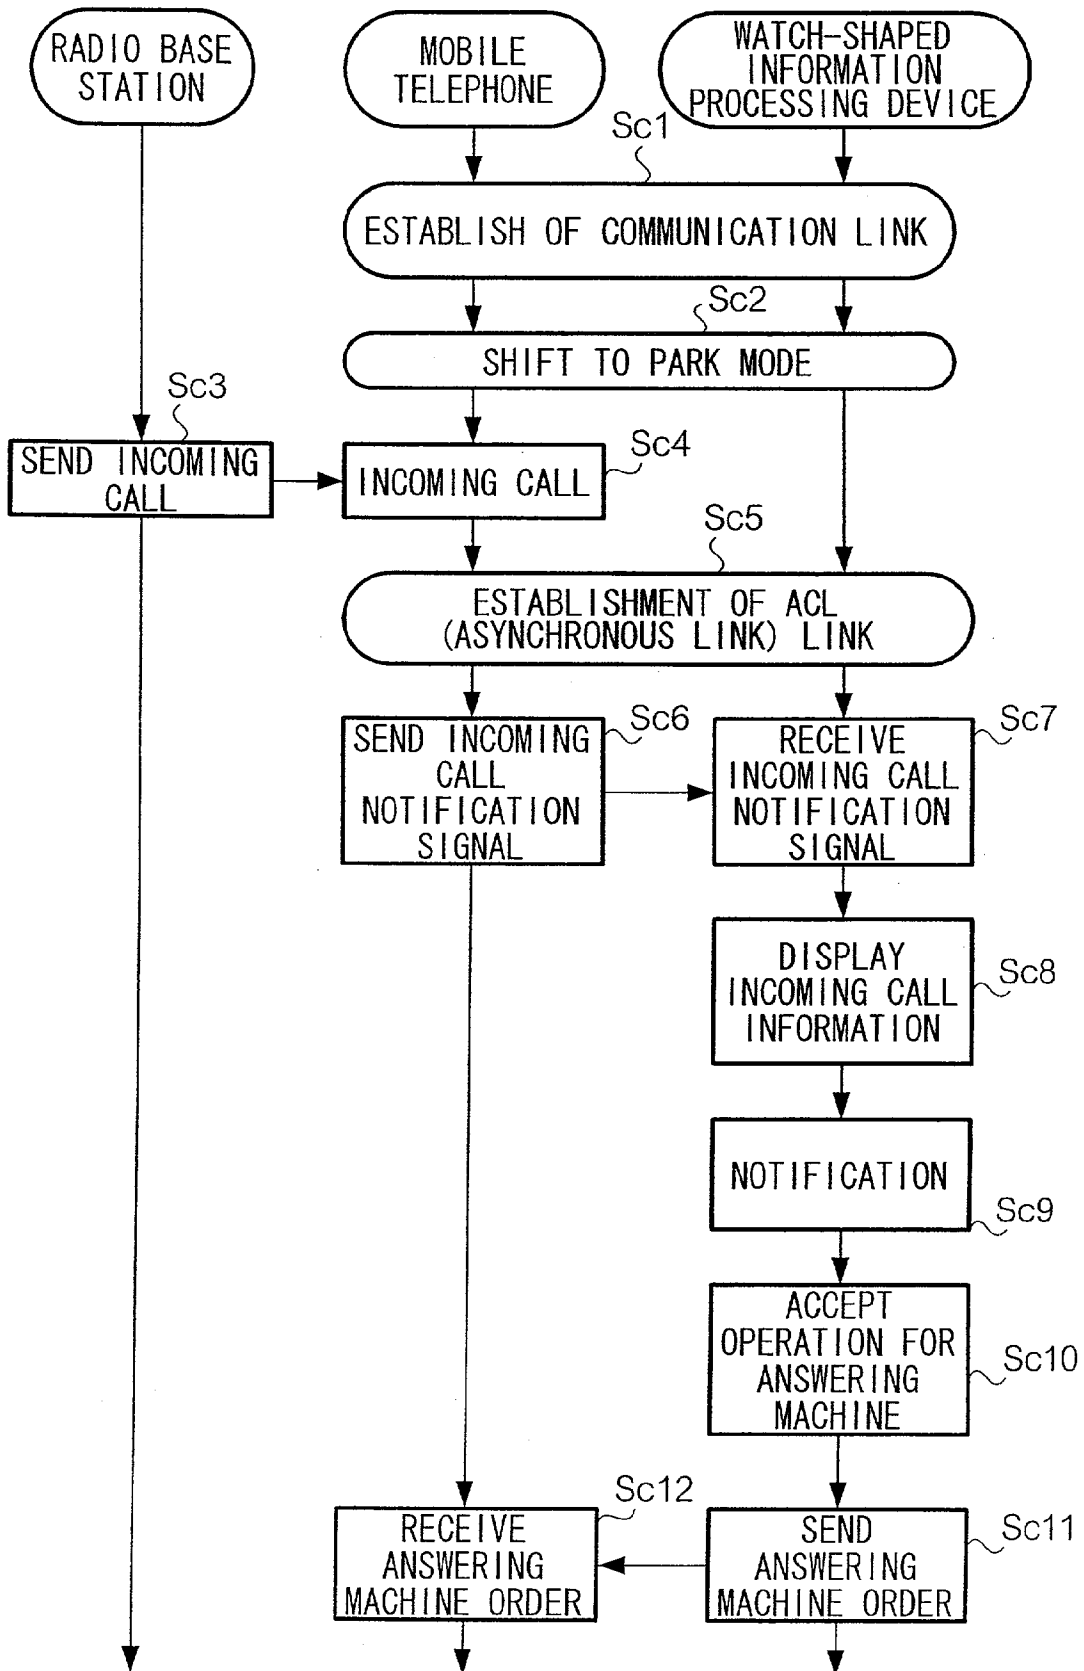 RADIO BASE
STATION
MOBILE
TELEPHONE
WATCH-SHAPED
INFORMATION
PROCESSING DEVICE
Sc1
ESTABLISH OF COMMUNICATION LINK
Sc2
SHIFT TO PARK MODE
Sc3
SEND INCOMING
CALL
Sc4
INCOMING CALL
Sc5
ESTABLISHMENT OF ACL
(ASYNCHRONOUS LINK) LINK
Sc6
SEND INCOMING
CALL
NOTIFICATION
SIGNAL
Sc7
RECEIVE
INCOMING CALL
NOTIFICATION
SIGNAL
DISPLAY
INCOMING CALL
INFORMATION
Sc8
NOTIFICATION
Sc9
ACCEPT
OPERATION FOR
ANSWERING
MACHINE
Sc10
Sc12
RECEIVE
ANSWERING
MACHINE ORDER
SEND
ANSWERING
MACHINE ORDER
Sc11